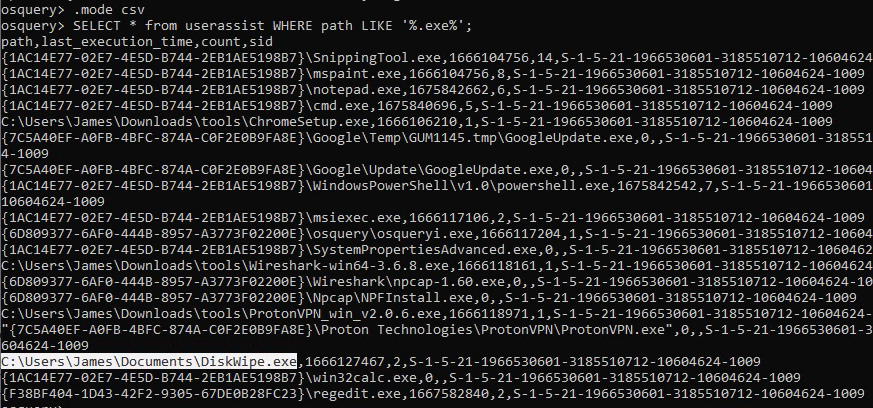 osquery> .mode csv
osquery> SELECT * from userassist WHERE path LIKE '%.exe%';
path,last_execution_time,count,sid
{1AC14E77-02E7-4E5D-B744-2EB1AE5198B7}\SnippingTool.exe,1666104756,14,S-1-5-21-1966530601-3185510712-10604624
{1AC14E77-02E7-4E5D-B744-2EB1AE5198B7}\mspaint.exe,1666104756,8,S-1-5-21-1966530601-3185510712-10604624-1009
{1AC14E77-02E7-4E5D-B744-2EB1AE5198B7}\notepad.exe,1675842662,6,S-1-5-21-1966530601-3185510712-10604624-1009
{1AC14E77-02E7-4E5D-B744-2EB1AE5198B7}\cmd.exe,1675840696,5,S-1-5-21-1966530601-3185510712-10604624-1009
C:\Users\James\Downloads\tools\ChromeSetup.exe,1666106210,1,S-1-5-21-1966530601-3185510712-10604624-1009
{7C5A40EF-A0FB-4BFC-874A-C0F2E0B9FA8E}\Google\Temp\GUM1145.tmp\GoogleUpdate.exe,0,,S-1-5-21-1966530601-318551
4-1009
{7C5A40EF-A0FB-4BFC-874A-C0F2E0B9FA8E}\Google\Update\GoogleUpdate.exe,0,,S-1-5-21-1966530601-3185510712-10604
{1AC14E77-02E7-4E5D-B744-2EB1AE5198B7}\WindowsPowerShell\v1.0\powershell.exe,1675842542,7,S-1-5-21-1966530601
10604624-1009
{1AC14E77-02E7-4E5D-B744-2EB1AE5198B7}\msiexec.exe,1666117106,2,S-1-5-21-1966530601-3185510712-10604624-1009
{6D809377-6AF0-444B-8957-A3773F02200E}\osquery\osqueryi.exe,1666117204,1,S-1-5-21-1966530601-3185510712-10604
{1AC14E77-02E7-4E5D-B744-2EB1AE5198B7}\SystemPropertiesAdvanced.exe,0,,S-1-5-21-1966530601-3185510712-1060462
C:\Users\James\Downloads\tools\Wireshark-win64-3.6.8.exe,1666118161,1,S-1-5-21-1966530601-3185510712-10604624
{6D809377-6AF0-444B-8957-A3773F02200E}\Wireshark\npcap-1.60.exe,0,,S-1-5-21-1966530601-3185510712-10604624-10
{6D809377-6AF0-444B-8957-A3773F02200E}\Npcap\NPFInstall.exe,0,,S-1-5-21-1966530601-3185510712-10604624-1009
C:\Users\James\Downloads\tools\ProtonVPN_win_v2.0.6.exe,1666118971,1,S-1-5-21-1966530601-3185510712-10604624-
"{7C5A40EF-A0FB-4BFC-874A-C0F2E0B9FA8E}\Proton Technologies\ProtonVPN\ProtonVPN.exe",0,,S-1-5-21-1966530601-3
604624-1009
C:\Users\James\Documents\DiskWipe.exe,1666127467,2,S-1-5-21-1966530601-3185510712-10604624-1009
{1AC14E77-02E7-4E5D-B744-2EB1AE5198B7}\win32calc.exe,0,,S-1-5-21-1966530601-3185510712-10604624-1009
{F38BF404-1D43-42F2-9305-67DE0B28FC23}\regedit.exe,1667582840,2,S-1-5-21-1966530601-3185510712-10604624-1009
osquery>